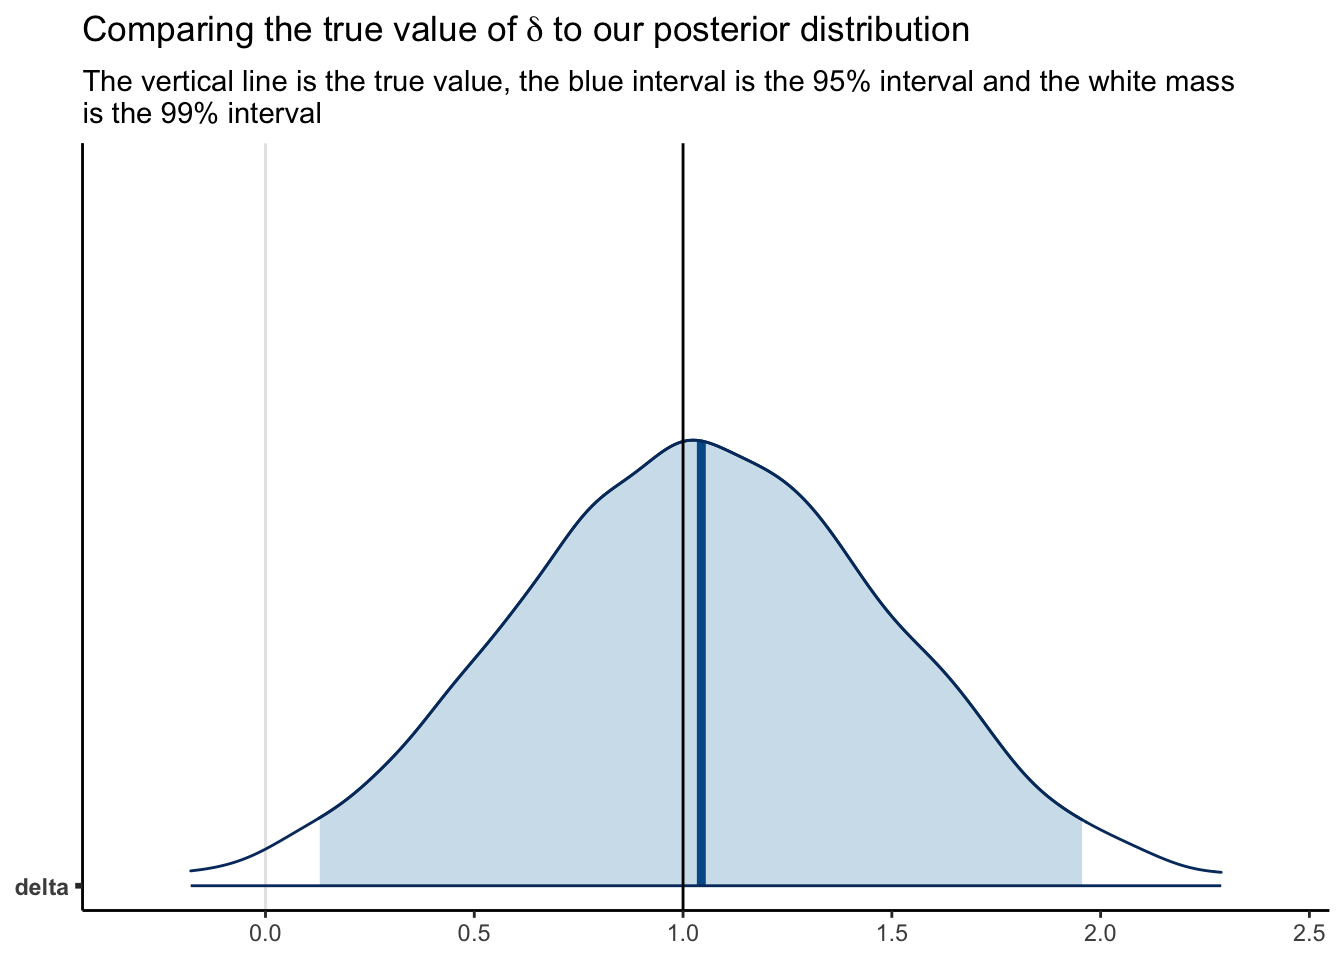 Comparing the true value of δ to our posterior distribution
The vertical line is the true value, the blue interval is the 95% interval and the white mass
is the 99% interval
delta
0.0 0.5 1.0 1.5 2.0 2.5